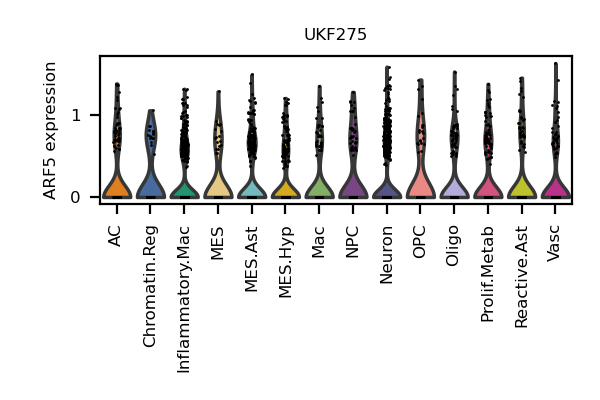 UKF275
ARF5 expression
1
0
AC
Chromatin.Reg
Inflammatory.Mac
MES
MES.Ast
MES.Hyp
Mac
NPC
Neuron
OPC
Oligo
Prolif.Metab
Reactive.Ast
Vasc